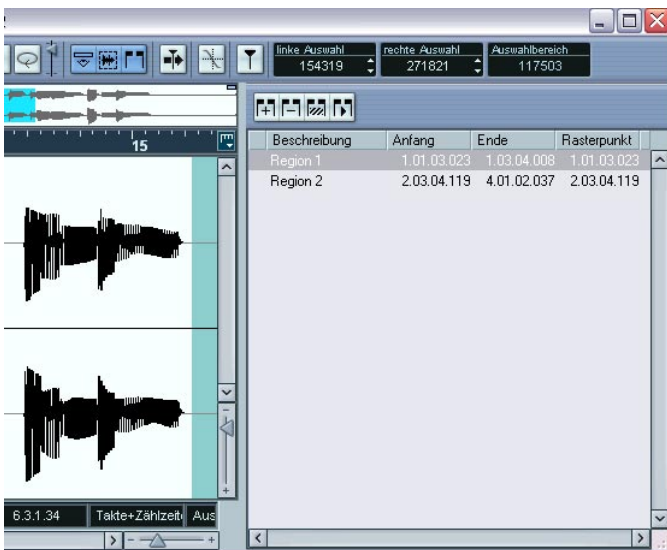 linke Auswahl rechte Auswahl Auswahlbereich
154319 271821 117503
15
Beschreibung Anfang Ende Rasterpunkt
Region 1 1.01.03.023 1.03.04.008 1.01.03.023
Region 2 2.03.04.119 4.01.02.037 2.03.04.119
6.3.1.34 Takte+Zählzeit Aus